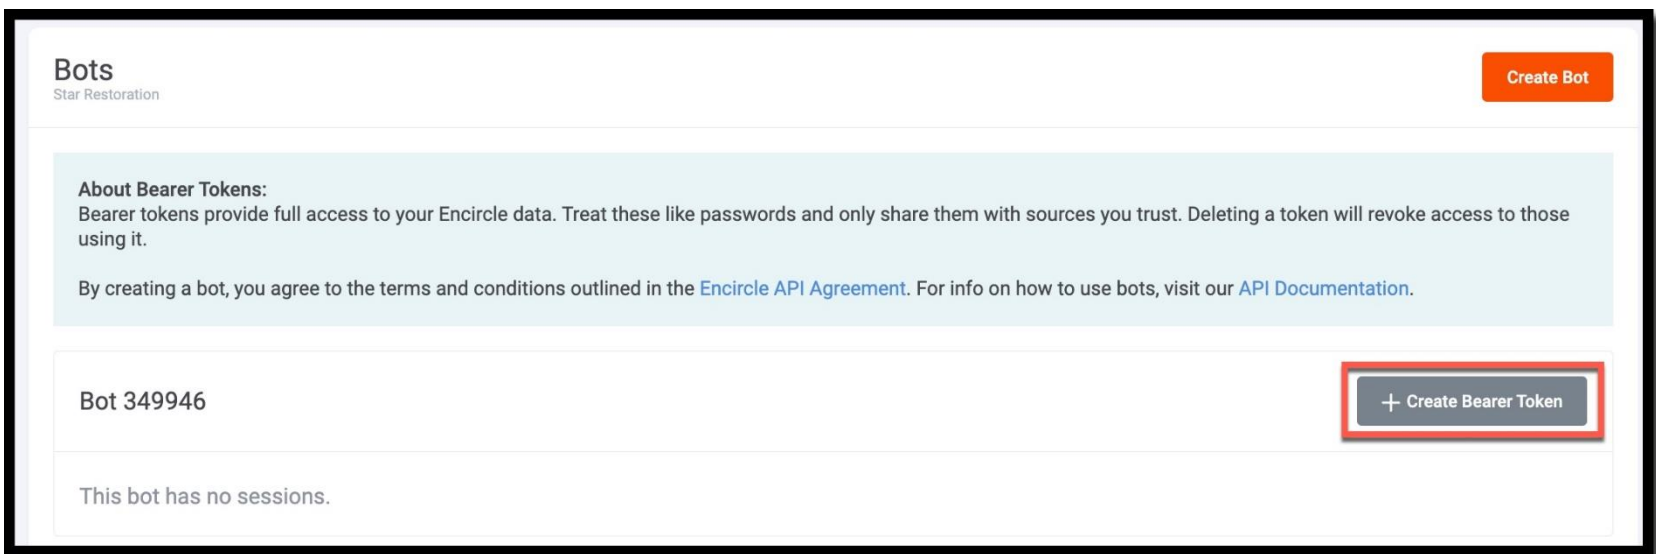 Bots
Star Restoration
Create Bot
About Bearer Tokens:
Bearer tokens provide full access to your Encircle data. Treat these like passwords and only share them with sources you trust. Deleting a token will revoke access to those
using it.
By creating a bot, you agree to the terms and conditions outlined in the Encircle API Agreement. For info on how to use bots, visit our API Documentation.
Bot 349946
+ Create Bearer Token
This bot has no sessions.